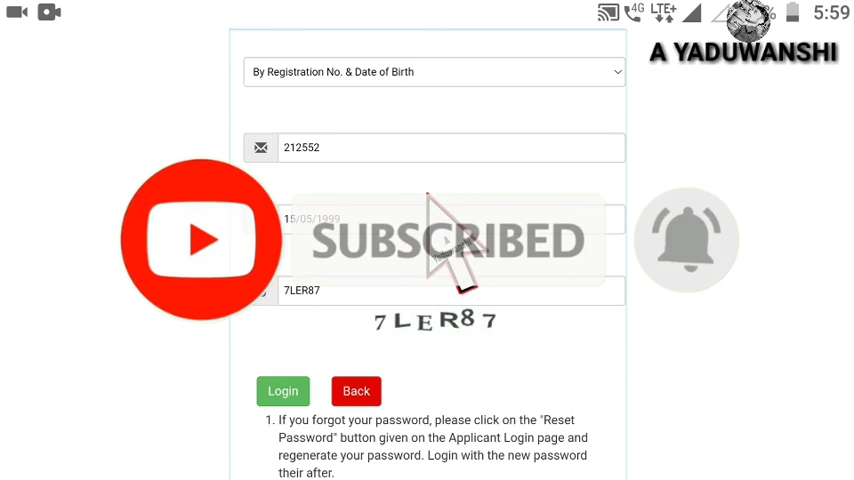 4G LTE+ % 5:59
A YADUWANSHI
By Registration No. & Date of Birth
212552
15/05/1999
SUBSCRIBED
7LER87
7LER87
Login Back
1. If you forgot your password, please click on the "Reset
Password" button given on the Applicant Login page and
regenerate your password. Login with the new password
their after.